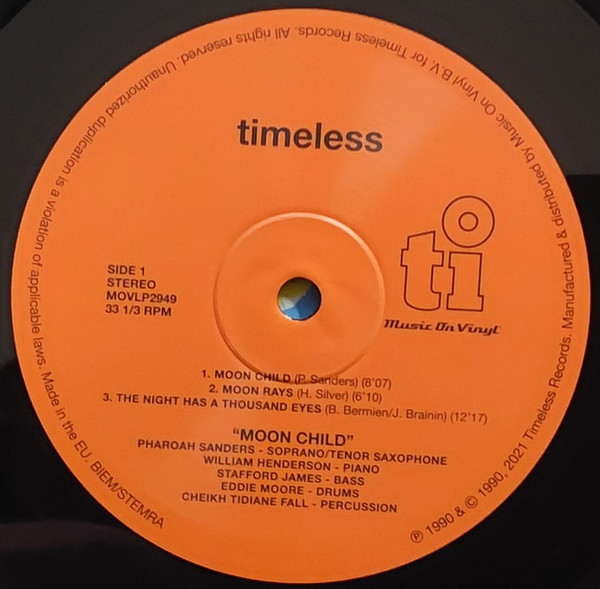 timeless
ti
Music On Vinyl
SIDE 1
STEREO
MOVLP2949
33 1/3 RPM
1. MOON CHILD (P. Sanders) (8'07)
2. MOON RAYS (H. Silver) (6'10)
3. THE NIGHT HAS A THOUSAND EYES (B. Bermien/J. Brainin) (12'17)
“MOON CHILD”
PHAROAH SANDERS - SOPRANO/TENOR SAXOPHONE
WILLIAM HENDERSON - PIANO
STAFFORD JAMES - BASS
EDDIE MOORE - DRUMS
CHEIKH TIDIANE FALL - PERCUSSION
℗ 1990 & © 1990, 2021 Timeless Records. Manufactured & distributed by Music On Vinyl B.V. for Timeless Records. All rights reserved. Unauthorized duplication is a violation of applicable laws. Made in the EU. BIEM/STEMRA